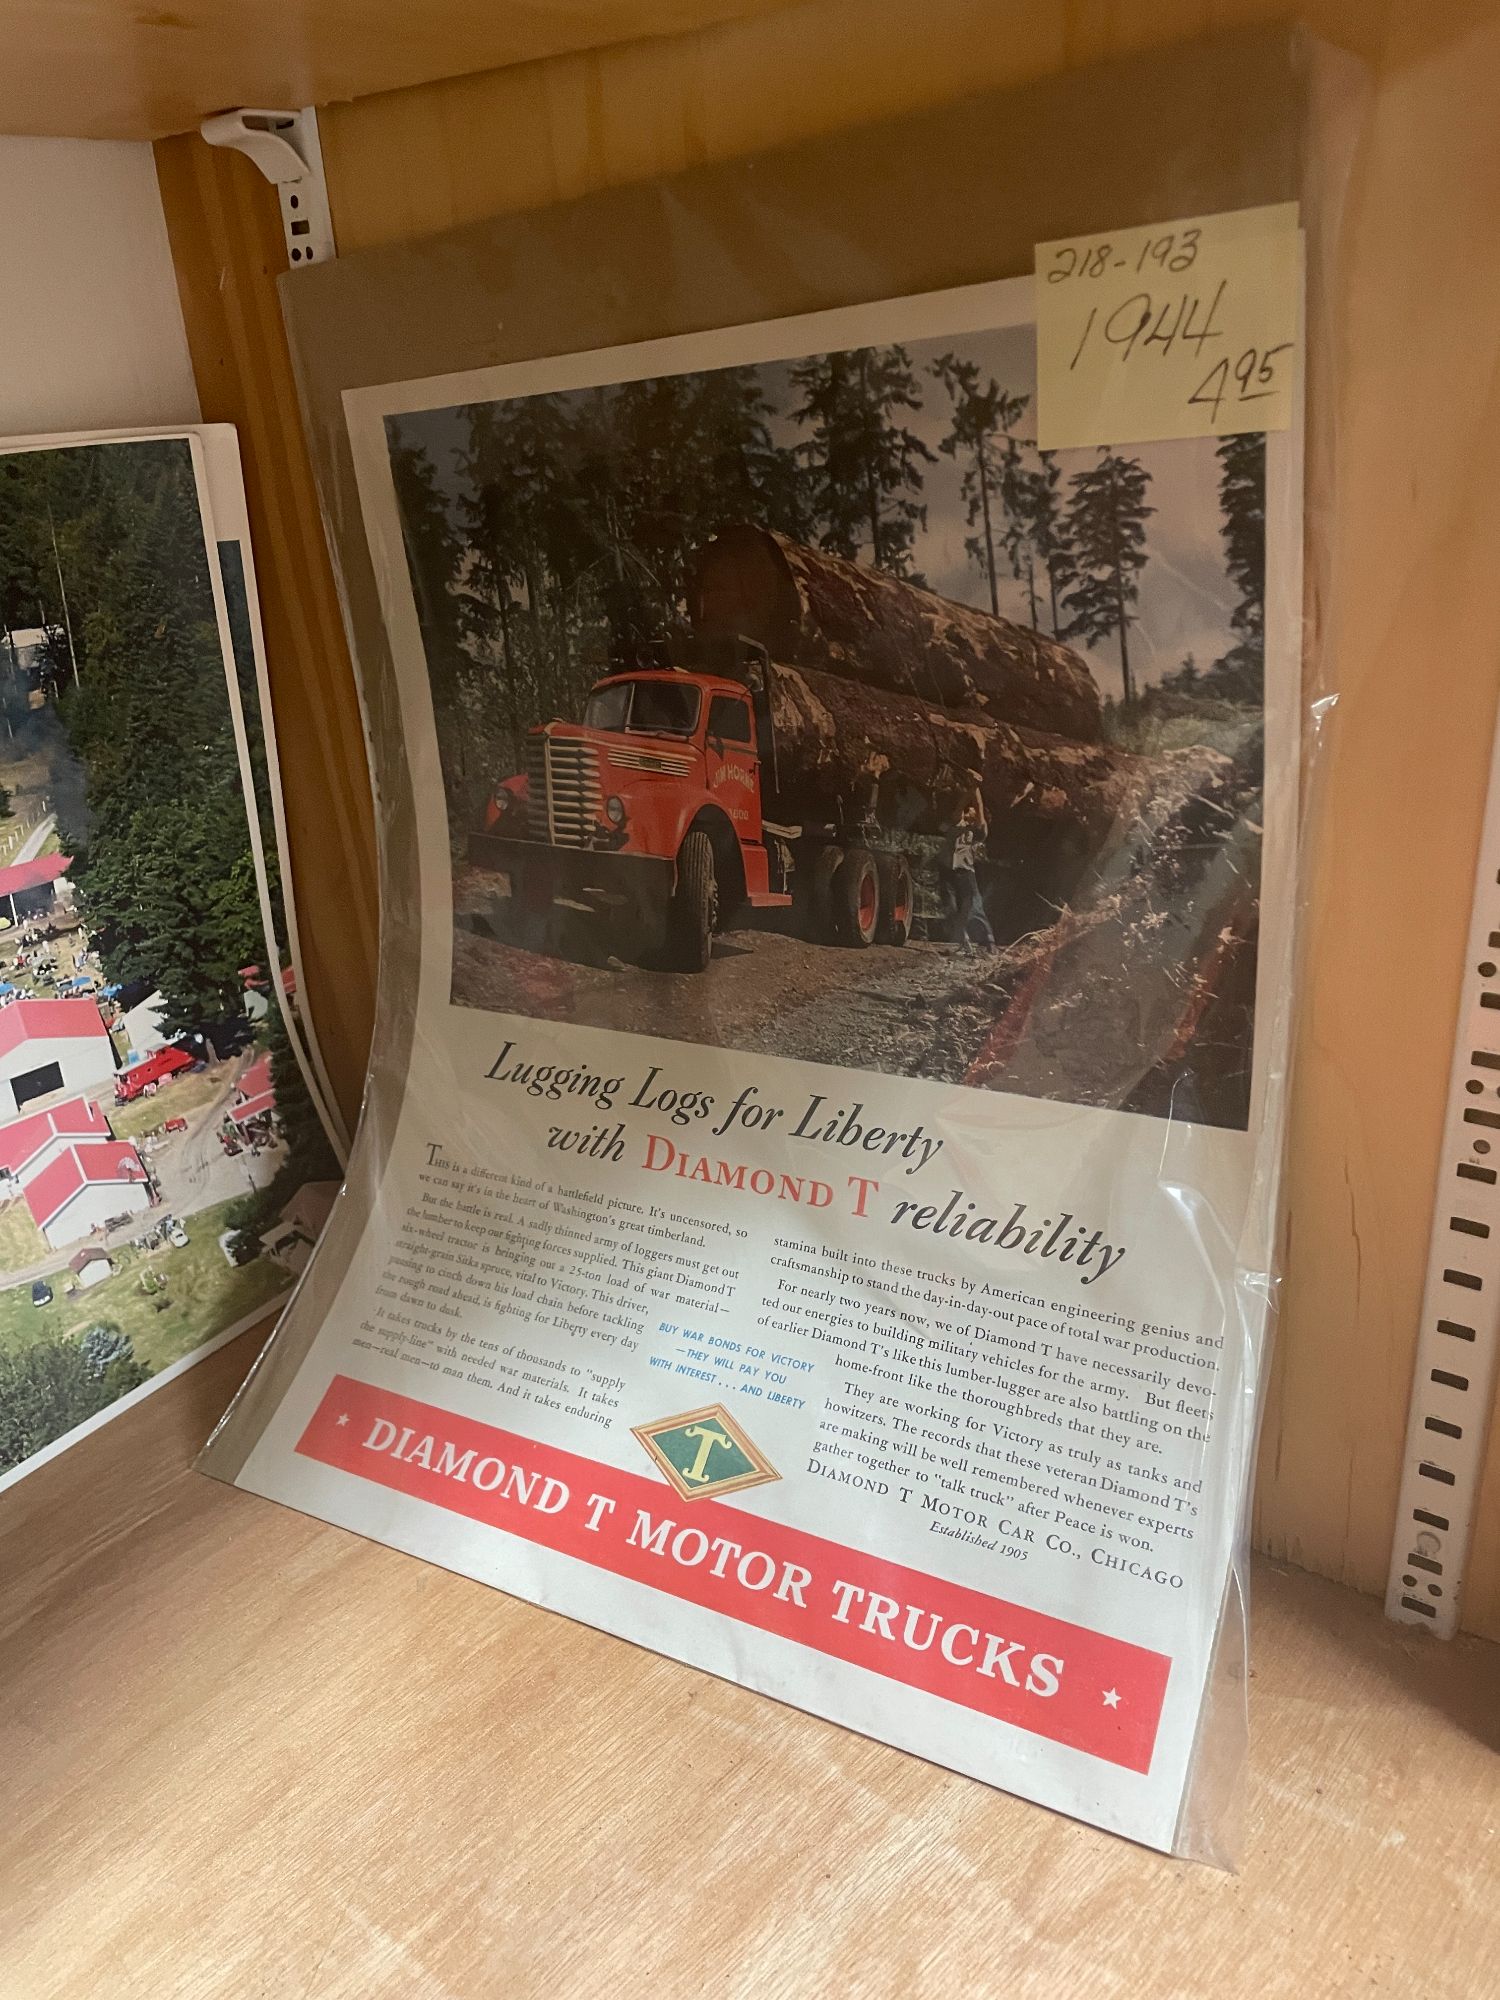 218-193
1944
4.95
JIM HORNE
Lugging Logs for Liberty
with DIAMOND T reliability
THIS is a different kind of a battlefield picture. It's uncensored, so
we can say it's in the heart of Washington's great timberland.
But the battle is real. A sadly thinned army of loggers must get out
the lumber to keep our fighting forces supplied. This giant Diamond T
six-wheel tractor is bringing out a 25-ton load of war material—
straight-grain Sitka spruce, vital to Victory. This driver,
pausing to cinch down his load chain before tackling
the rough road ahead, is fighting for Liberty every day
from dawn to dusk.
It takes trucks by the tens of thousands to "supply
the supply-line" with needed war materials. It takes
men—real men—to man them. And it takes enduring
BUY WAR BONDS FOR VICTORY
—THEY WILL PAY YOU
WITH INTEREST . . . AND LIBERTY
stamina built into these trucks by American engineering genius and
craftsmanship to stand the day-in-day-out pace of total war production.
For nearly two years now, we of Diamond T have necessarily devo-
ted our energies to building military vehicles for the army. But fleets
of earlier Diamond T's like this lumber-lugger are also battling on the
home-front like the thoroughbreds that they are.
They are working for Victory as truly as tanks and
howitzers. The records that these veteran Diamond T's
are making will be well remembered whenever experts
gather together to "talk truck" after Peace is won.
DIAMOND T MOTOR CAR CO., CHICAGO
Established 1905
T
DIAMOND T MOTOR TRUCKS